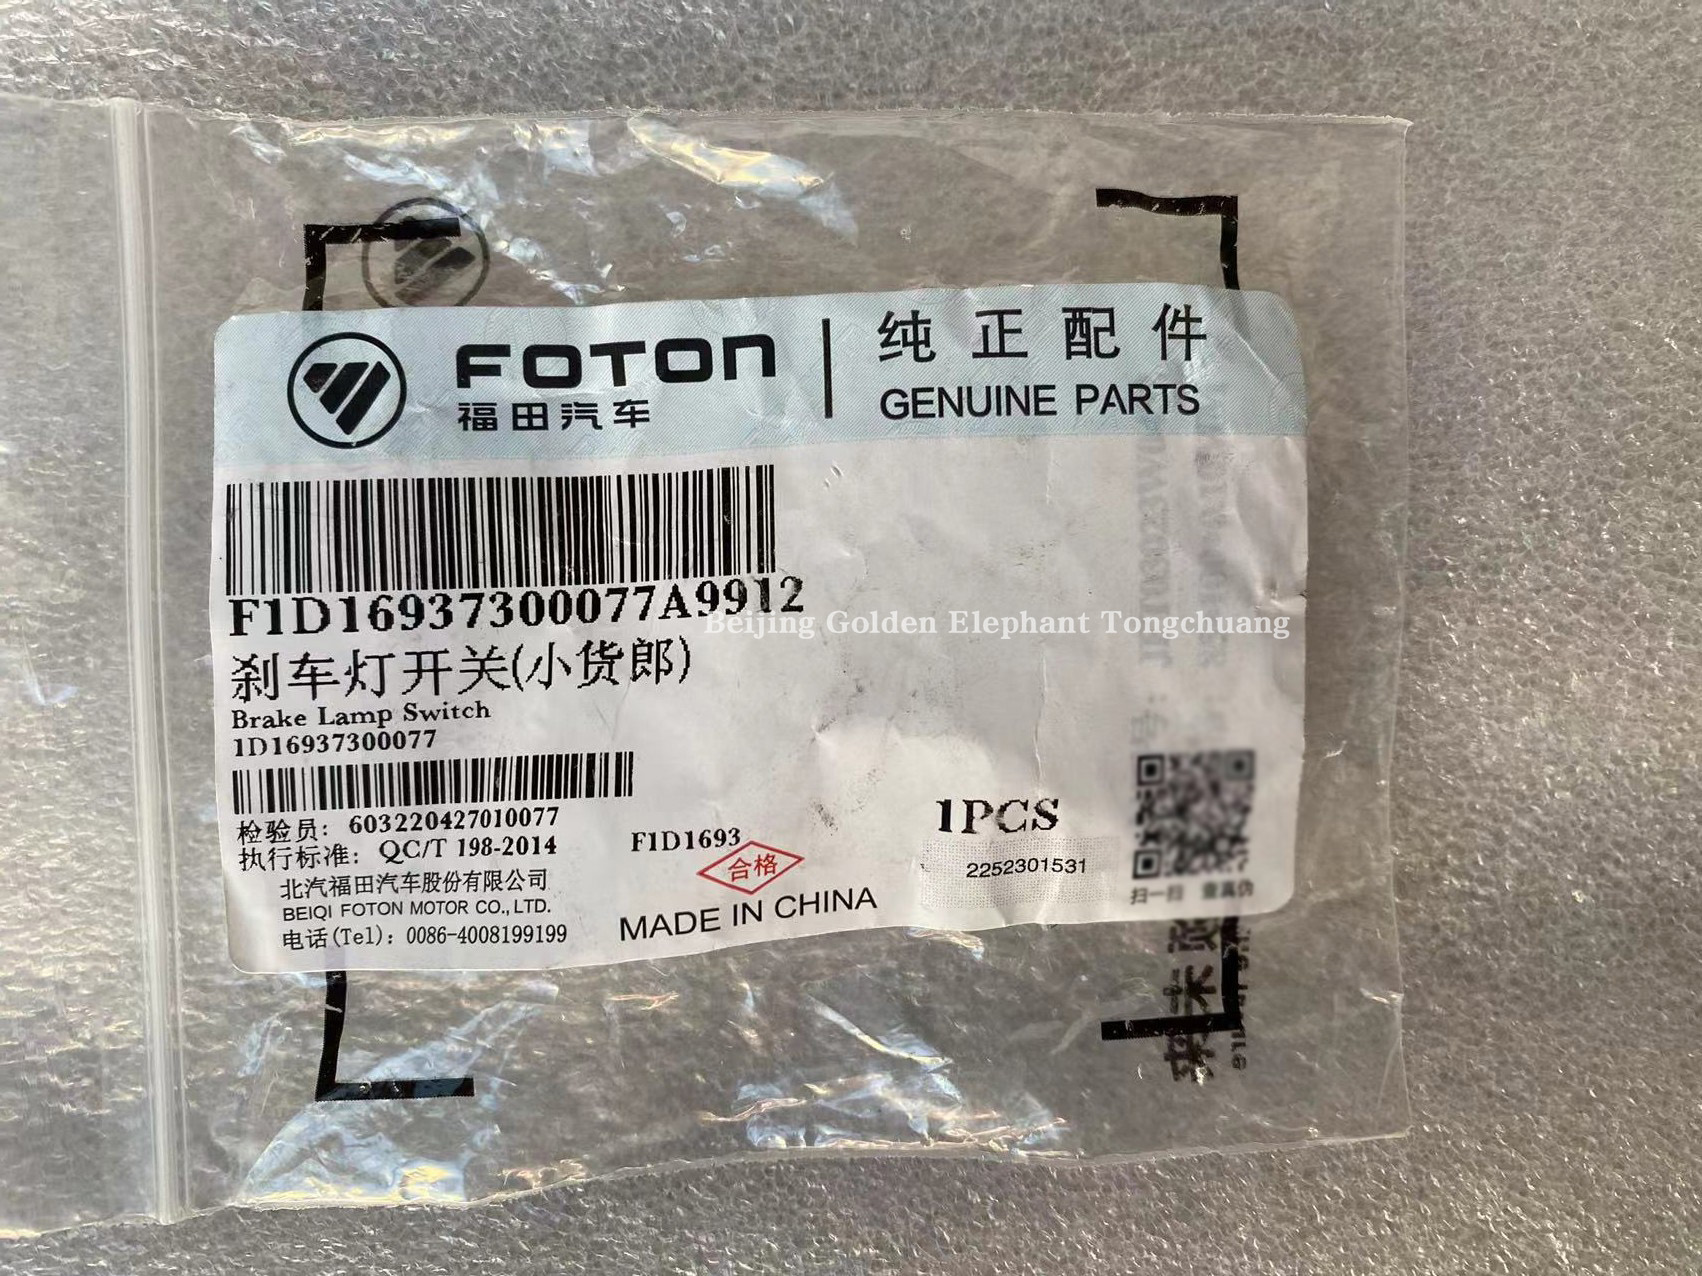 FOTON
福田汽车
纯正配件
GENUINE PARTS
F1D16937300077A9912
Beijing Golden Elephant Tongchuang
刹车灯开关(小货郎)
Brake Lamp Switch
1D16937300077
检验员: 603220427010077
执行标准: QC/T 198-2014
北汽福田汽车股份有限公司
BEIQI FOTON MOTOR CO., LTD.
电话(Tel): 0086-4008199199
F1D1693
合格
MADE IN CHINA
1PCS
2252301531
扫一扫 查真伪